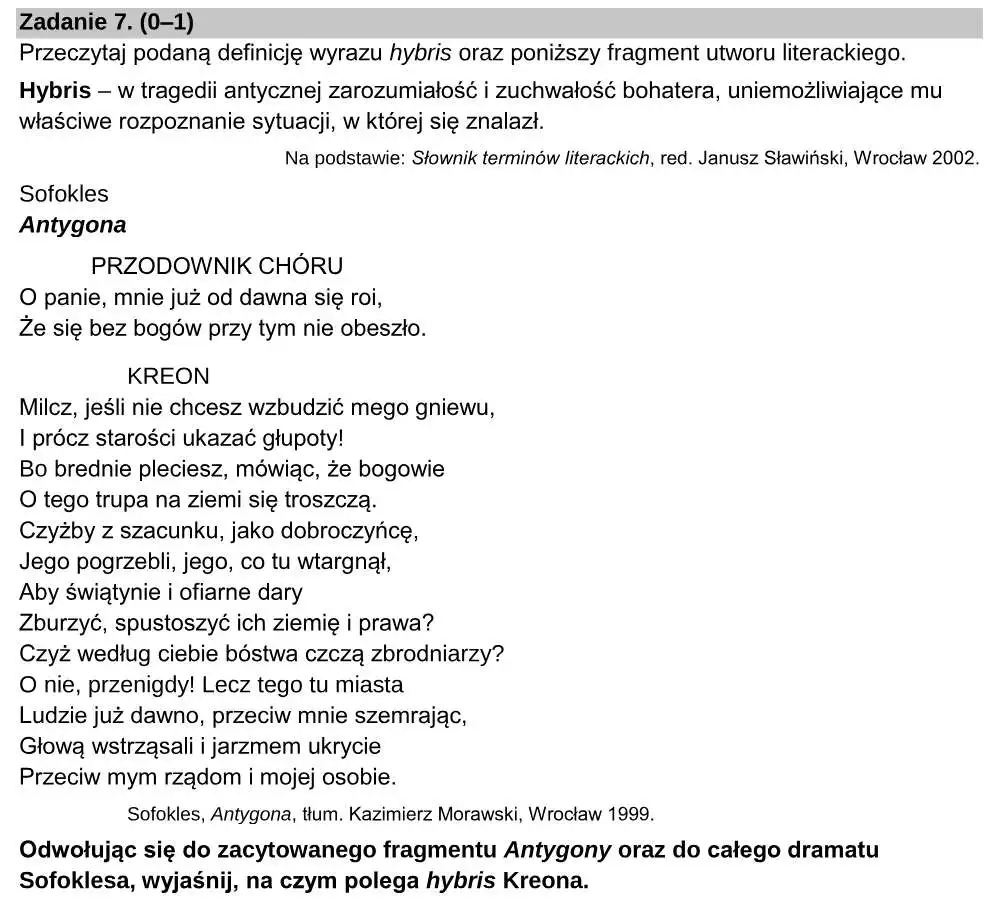 Zadanie 7. (0–1)
Przeczytaj podaną definicję wyrazu hybris oraz poniższy fragment utworu literackiego.
Hybris – w tragedii antycznej zarozumiałość i zuchwałość bohatera, uniemożliwiające mu
właściwe rozpoznanie sytuacji, w której się znalazł.
Na podstawie: Słownik terminów literackich, red. Janusz Sławiński, Wrocław 2002.
Sofokles
Antygona
PRZODOWNIK CHÓRU
O panie, mnie już od dawna się roi,
Że się bez bogów przy tym nie obeszło.
KREON
Milcz, jeśli nie chcesz wzbudzić mego gniewu,
I prócz starości ukazać głupoty!
Bo brednie pleciesz, mówiąc, że bogowie
O tego trupa na ziemi się troszczą.
Czyżby z szacunku, jako dobroczyńcę,
Jego pogrzebli, jego, co tu wtargnął,
Aby świątynie i ofiarne dary
Zburzyć, spustoszyć ich ziemię i prawa?
Czyż według ciebie bóstwa czczą zbrodniarzy?
O nie, przenigdy! Lecz tego tu miasta
Ludzie już dawno, przeciw mnie szemrając,
Głową wstrząsali i jarzmem ukrycie
Przeciw mym rządom i mojej osobie.
Sofokles, Antygona, tłum. Kazimierz Morawski, Wrocław 1999.
Odwołując się do zacytowanego fragmentu Antygony oraz do całego dramatu
Sofoklesa, wyjaśnij, na czym polega hybris Kreona.